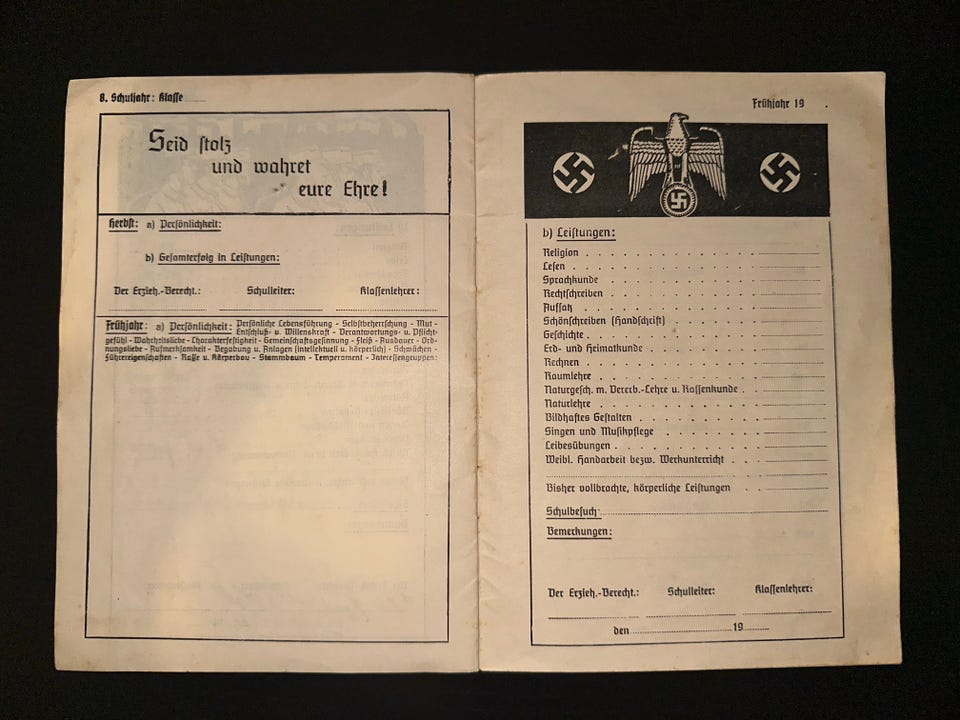 8. Schuljahr: Klasse
Seid stolz
und wahret
eure Ehre!
Herbst: a) Persönlichkeit:
b) Gesamterfolg in Leistungen:
Der Erzieh.-Berecht.: Schulleiter: Klassenlehrer:
Frühjahr: a) Persönlichkeit: Persönliche Lebensführung - Selbstbeherrschung - Mut -
Entschluß- u. Willenskraft - Verantwortungs- u. Pflicht-
gefühl - Wahrheitsliebe - Charakterfestigkeit - Gemeinschaftsgesinnung - Fleiß - Ausdauer - Ord-
nungsliebe - Aufmerksamkeit - Begabung u. Anlagen (intellektuell u. körperlich) - Schwächen -
Führereigenschaften - Rasse u. Körperbau - Stammbaum - Temperament - Interessengruppen:
Frühjahr 19 .
b) Leistungen:
Religion
Lesen
Sprachkunde
Rechtschreiben
Aufsatz
Schönschreiben (Handschrift)
Geschichte
Erd- und Heimatkunde
Rechnen
Raumlehre
Naturgesch. m. Vererb.-Lehre u. Rassenkunde
Naturlehre
Bildhaftes Gestalten
Singen und Musikpflege
Leibesübungen
Weibl. Handarbeit bezw. Werkunterricht
Bisher vollbrachte, körperliche Leistungen
Schulbesuch
Bemerkungen:
Der Erzieh.-Berecht.: Schulleiter: Klassenlehrer:
den 19